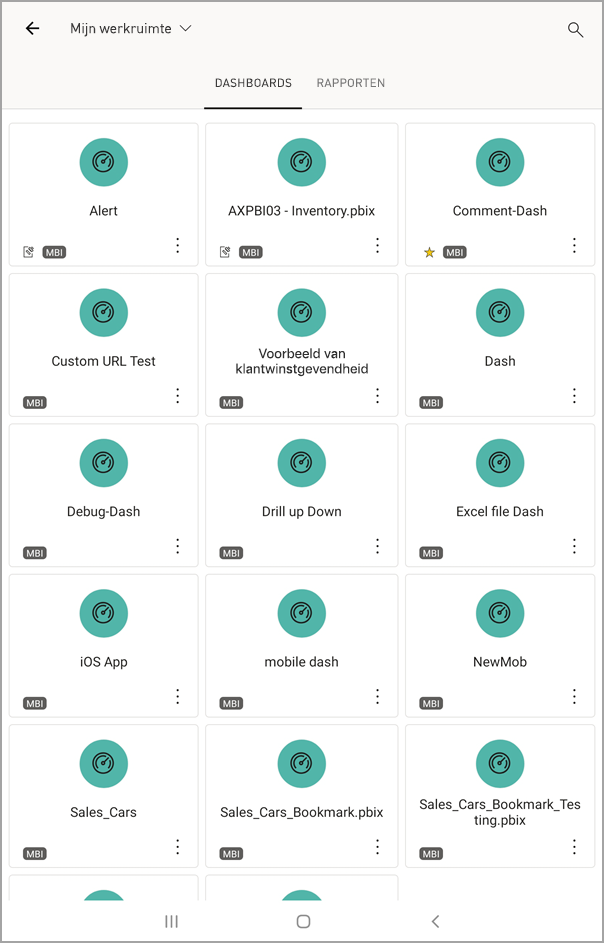 Mijn werkruimte
DASHBOARDS RAPPORTEN
Alert
MBI
AXPBI03 - Inventory.pbix
MBI
Comment-Dash
MBI
Custom URL Test
MBI
Voorbeeld van
klantwinstgevendheid
MBI
Dash
MBI
Debug-Dash
MBI
Drill up Down
MBI
Excel file Dash
MBI
iOS App
MBI
mobile dash
MBI
NewMob
MBI
Sales_Cars
MBI
Sales_Cars_Bookmark.pbix
MBI
Sales_Cars_Bookmark_Tes
ting.pbix
MBI